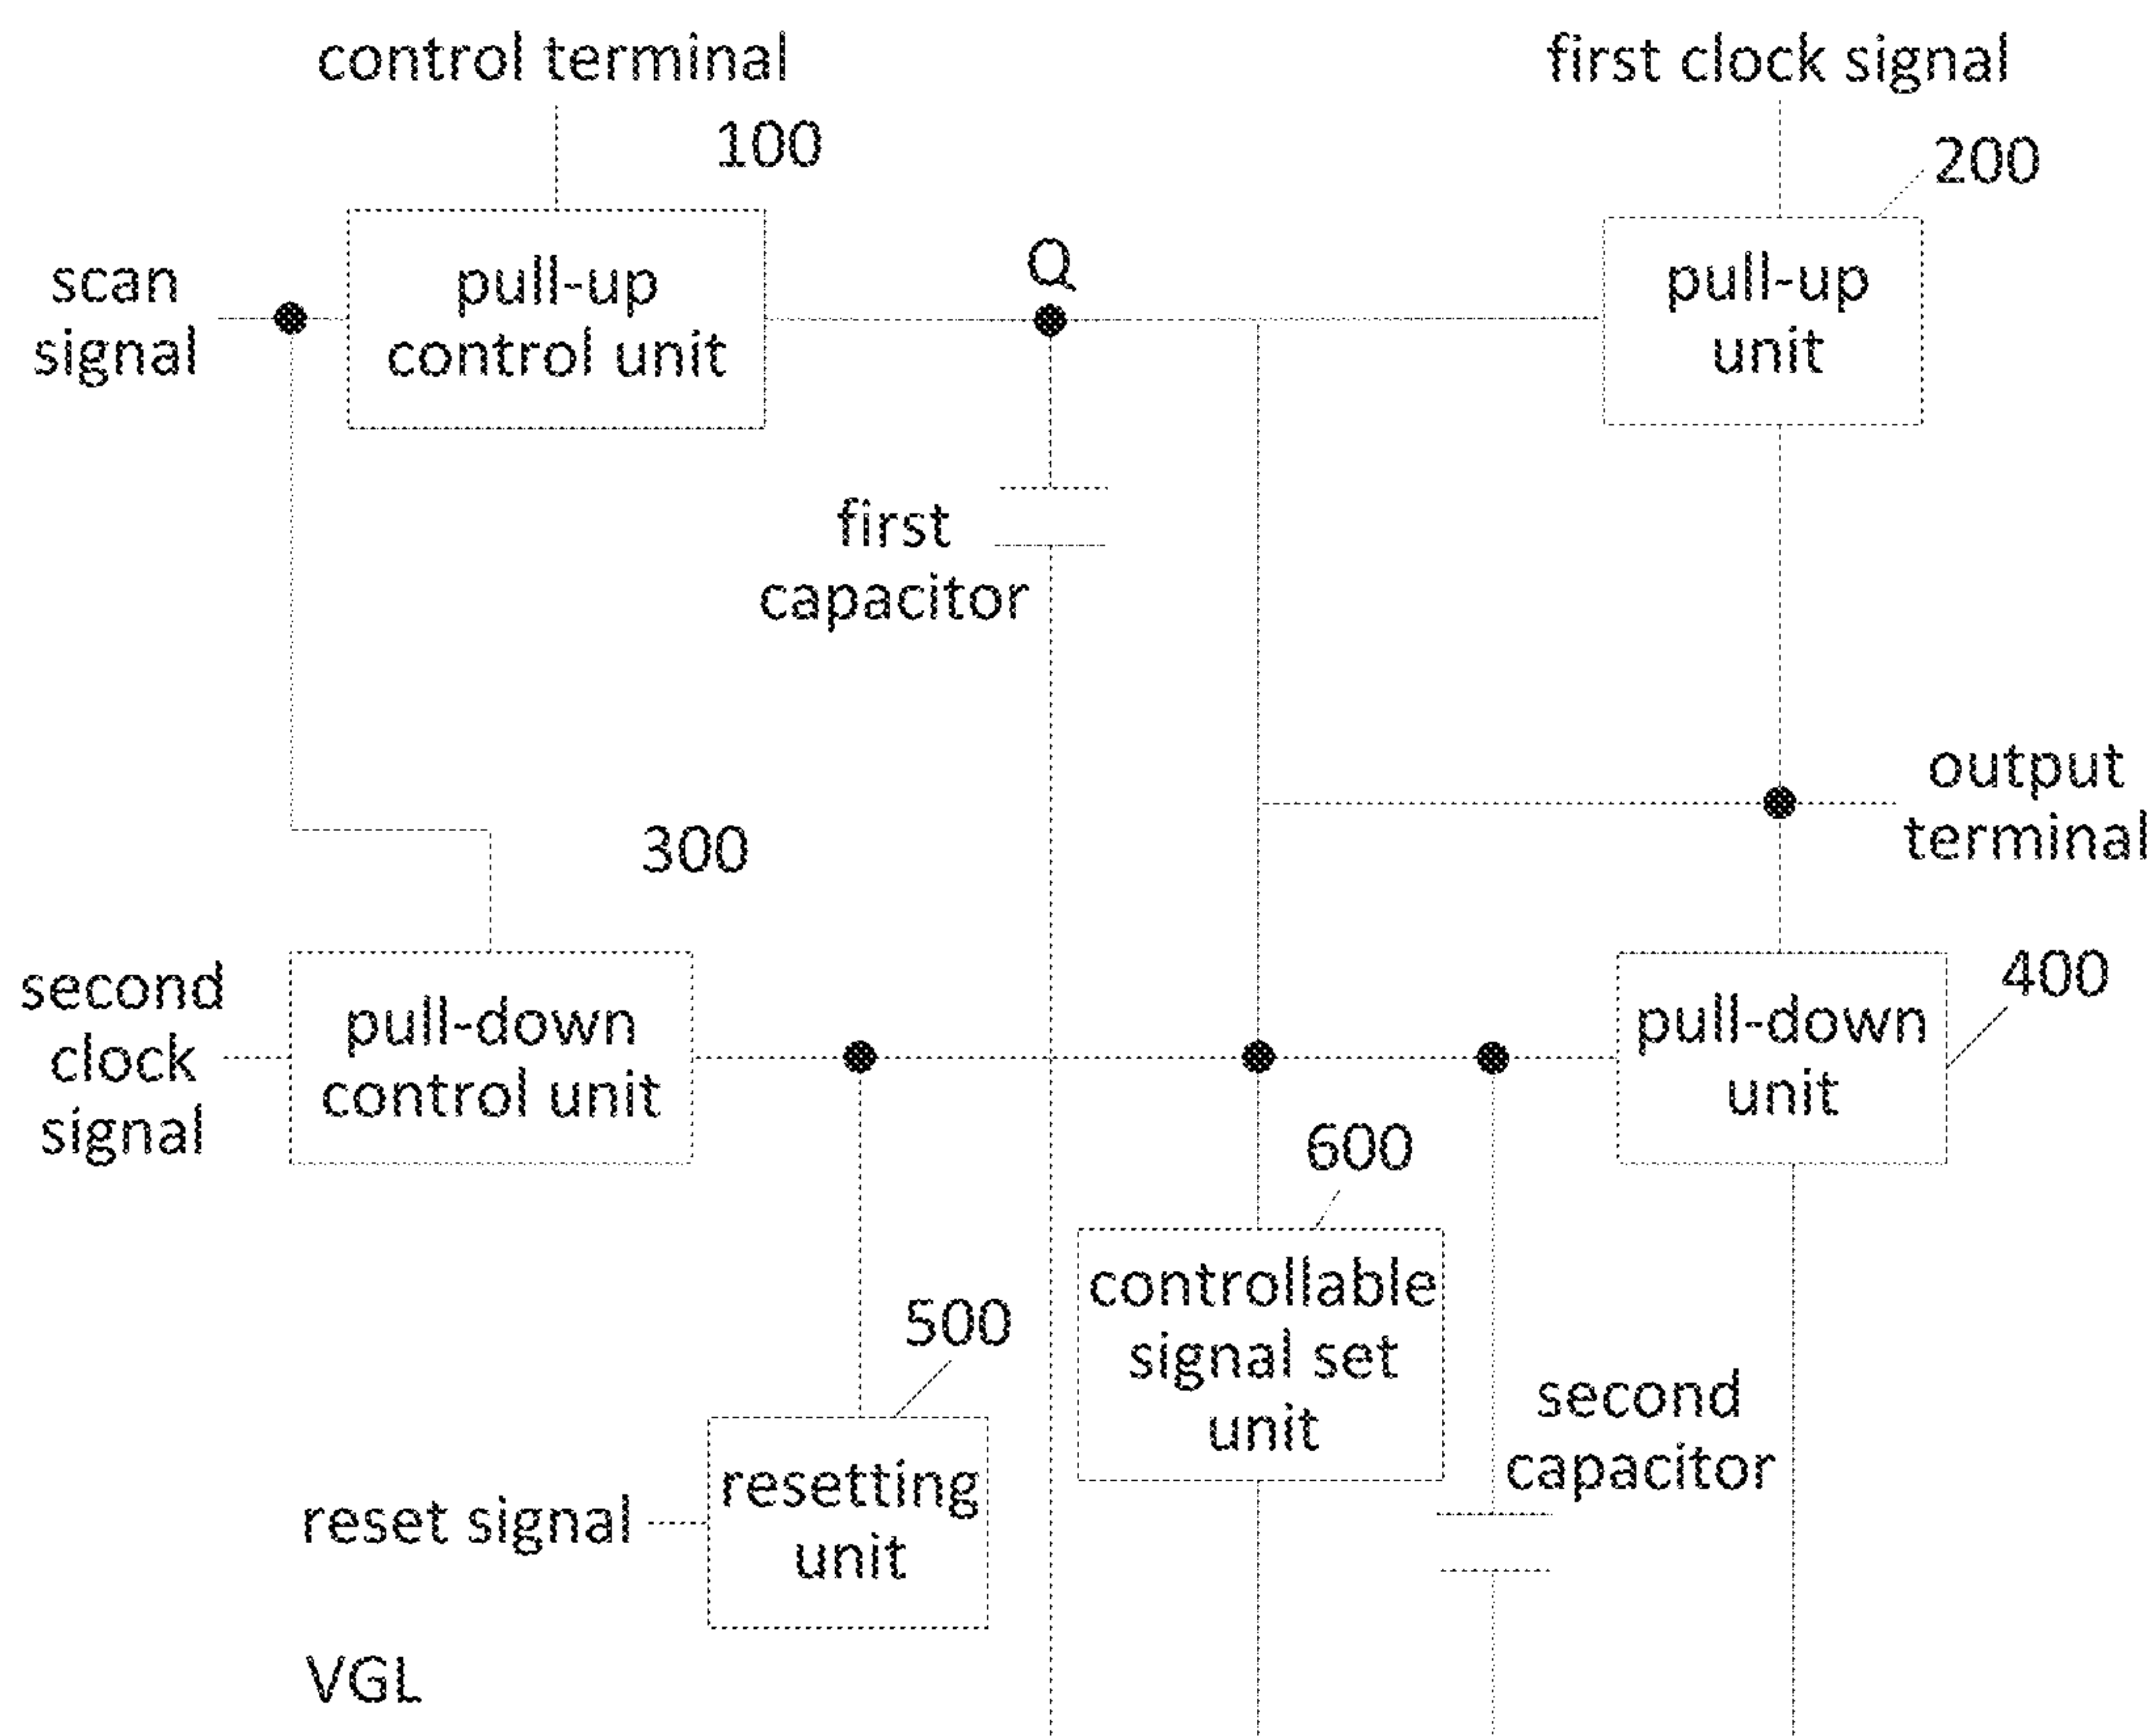 control terminal
first clock signal
100
200
scan
signal
pull-up
control unit
Q
pull-up
unit
first
capacitor
output
terminal
300
second
clock
signal
pull-down
control unit
pull-down
unit
400
600
controllable
signal set
unit
500
second
capacitor
reset signal
resetting
unit
VGL